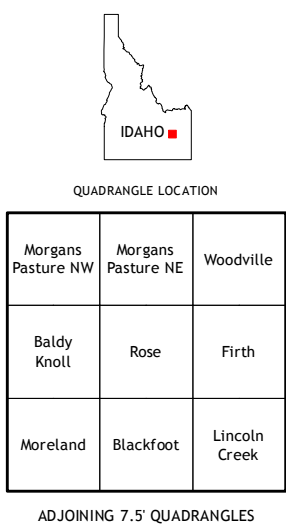 IDAHO
QUADRANGLE LOCATION
Morgans
Pasture NW
Morgans
Pasture NE
Woodville
Baldy
Knoll
Rose
Firth
Moreland
Blackfoot
Lincoln
Creek
ADJOINING 7.5' QUADRANGLES